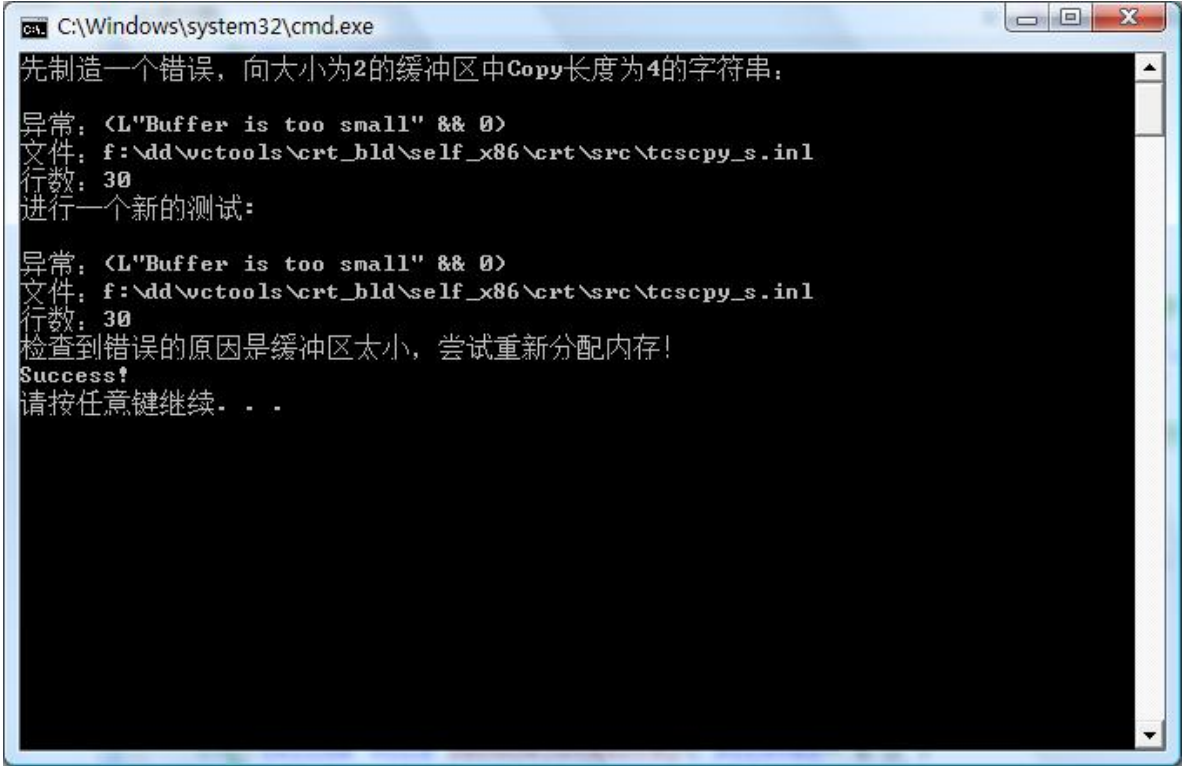 C:\Windows\system32\cmd.exe
先制造一个错误，向大小为2的缓冲区中Copy长度为4的字符串：
异常：(L"Buffer is too small" && 0)
文件：f:\dd\vctools\crt_bld\self_x86\crt\src\tcscpy_s.inl
行数：30
进行一个新的测试:
异常：(L"Buffer is too small" && 0)
文件：f:\dd\vctools\crt_bld\self_x86\crt\src\tcscpy_s.inl
行数：30
检查到错误的原因是缓冲区太小，尝试重新分配内存！
Success!
请按任意键继续. . .